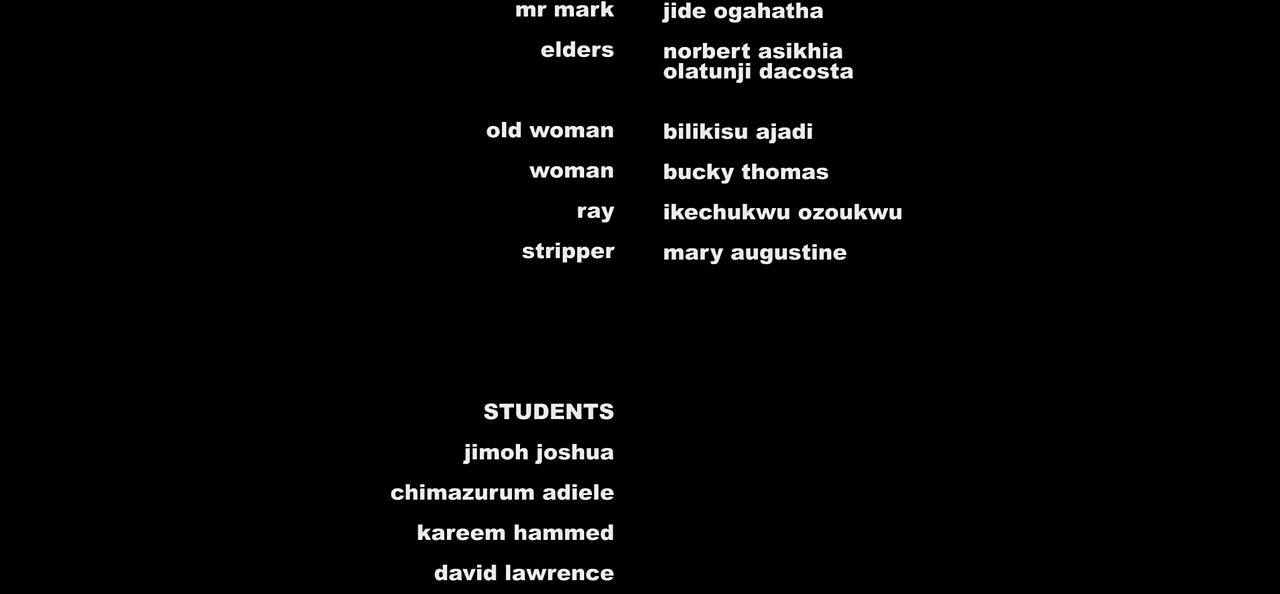 mr mark jide ogahatha
elders norbert asikhia
olatunji dacosta
old woman bilikisu ajadi
woman bucky thomas
ray ikechukwu ozoukwu
stripper mary augustine
STUDENTS
jimoh joshua
chimazurum adiele
kareem hammed
david lawrence